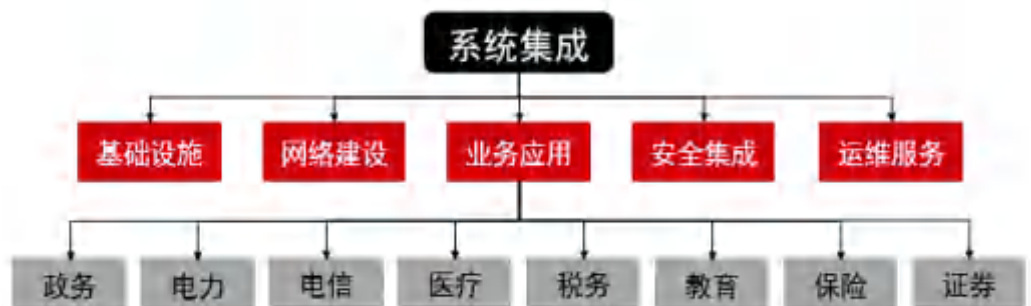 系统集成
基础设施 网络建设 业务应用 安全集成 运维服务
政务 电力 电信 医疗 税务 教育 保险 证券